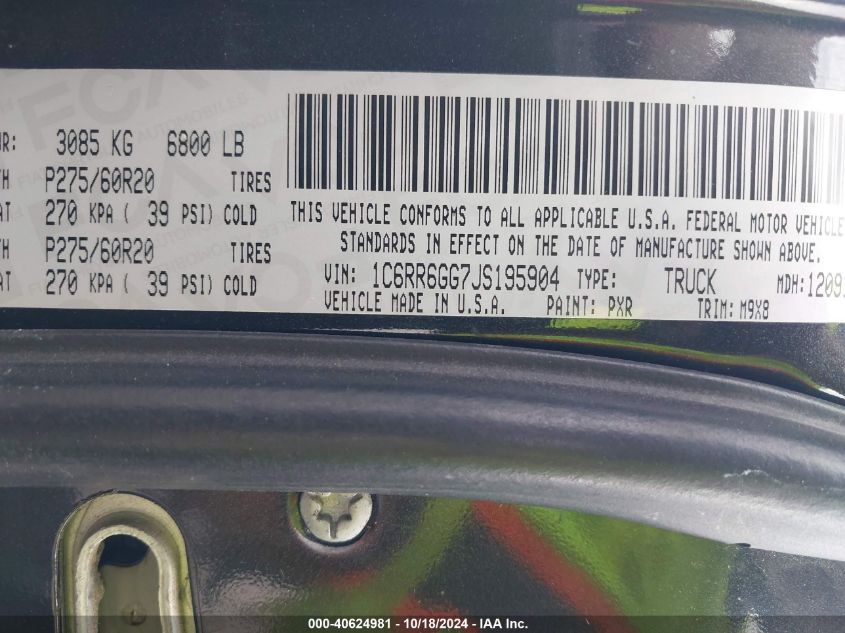 3085 KG 6800 LB
P275/60R20 TIRES
270 KPA ( 39 PSI) COLD
P275/60R20 TIRES
270 KPA ( 39 PSI) COLD
THIS VEHICLE CONFORMS TO ALL APPLICABLE U.S.A. FEDERAL MOTOR VEHICLE
STANDARDS IN EFFECT ON THE DATE OF MANUFACTURE SHOWN ABOVE.
VIN: 1C6RR6GG7JS195904 TYPE: TRUCK MDH:1209
VEHICLE MADE IN U.S.A. PAINT: PXR TRIM: M9X8
000-40624981 - 10/18/2024 - IAA Inc.